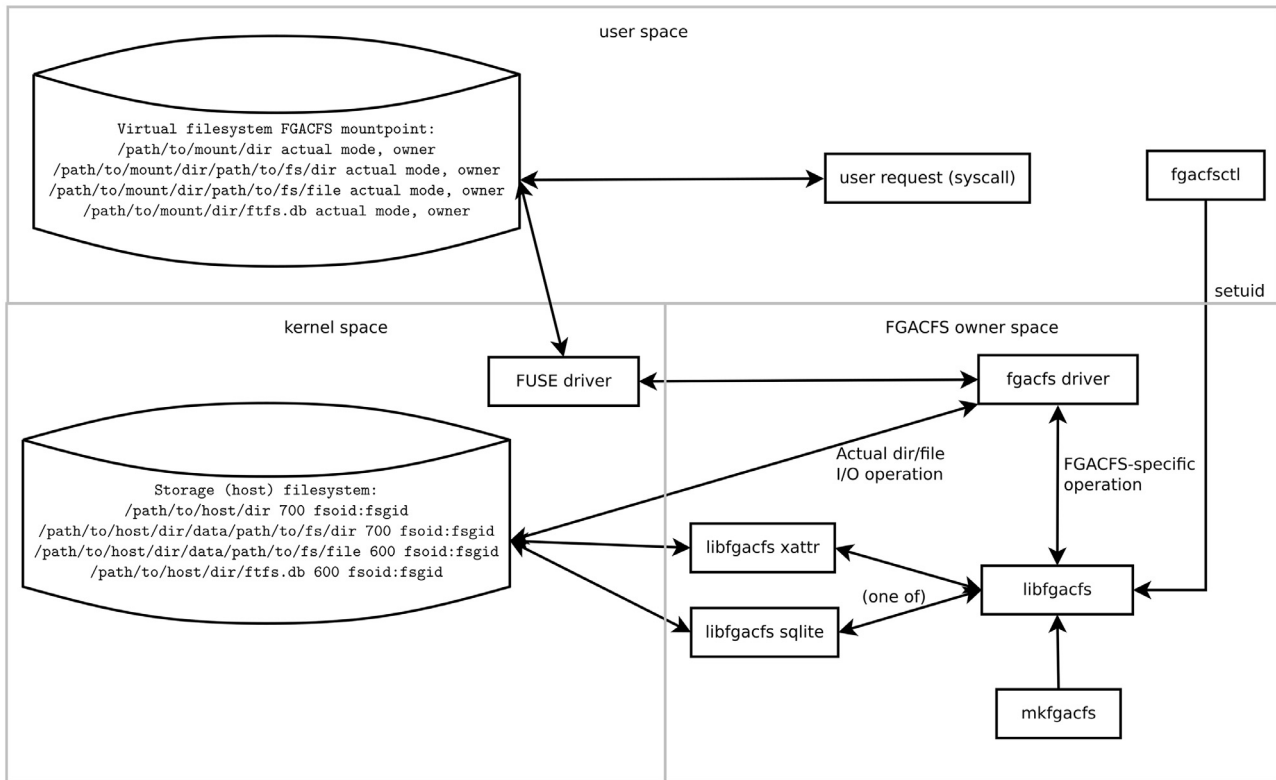 user space
Virtual filesystem FGACFS mountpoint:
/path/to/mount/dir actual mode, owner
/path/to/mount/dir/path/to/fs/dir actual mode, owner
/path/to/mount/dir/path/to/fs/file actual mode, owner
/path/to/mount/dir/ftfs.db actual mode, owner
user request (syscall)
fgacfsctl
setuid
kernel space
FGACFS owner space
FUSE driver
fgacfs driver
Actual dir/file
I/O operation
FGACFS-specific
operation
Storage (host) filesystem:
/path/to/host/dir 700 fsoid:fsgid
/path/to/host/dir/data/path/to/fs/dir 700 fsoid:fsgid
/path/to/host/dir/data/path/to/fs/file 600 fsoid:fsgid
/path/to/host/dir/ftfs.db 600 fsoid:fsgid
libfgacfs xattr
(one of)
libfgacfs
libfgacfs sqlite
mkfgacfs